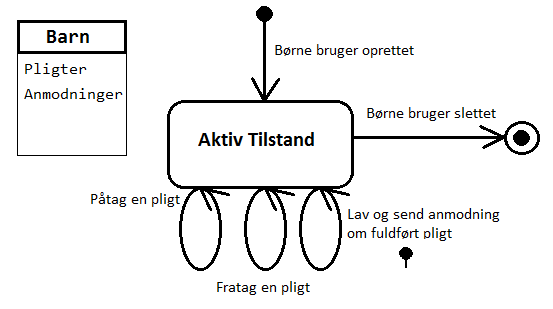 Barn
Pligter
Anmodninger
Børne bruger oprettet
Aktiv Tilstand
Børne bruger slettet
Påtag en pligt
Lav og send anmodning
om fuldført pligt
Fratag en pligt